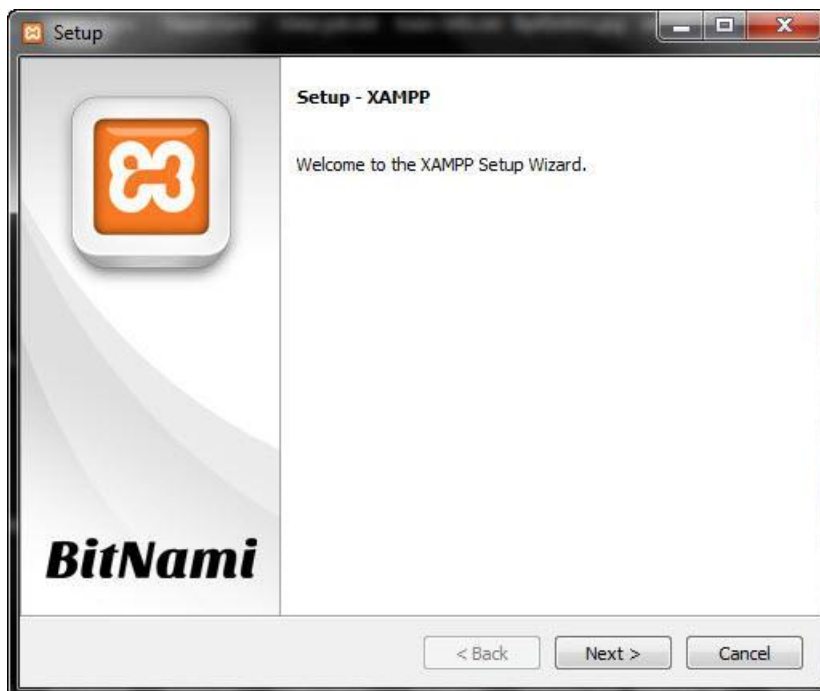 Setup
Setup - XAMPP
Welcome to the XAMPP Setup Wizard.
BitNami
< Back
Next >
Cancel